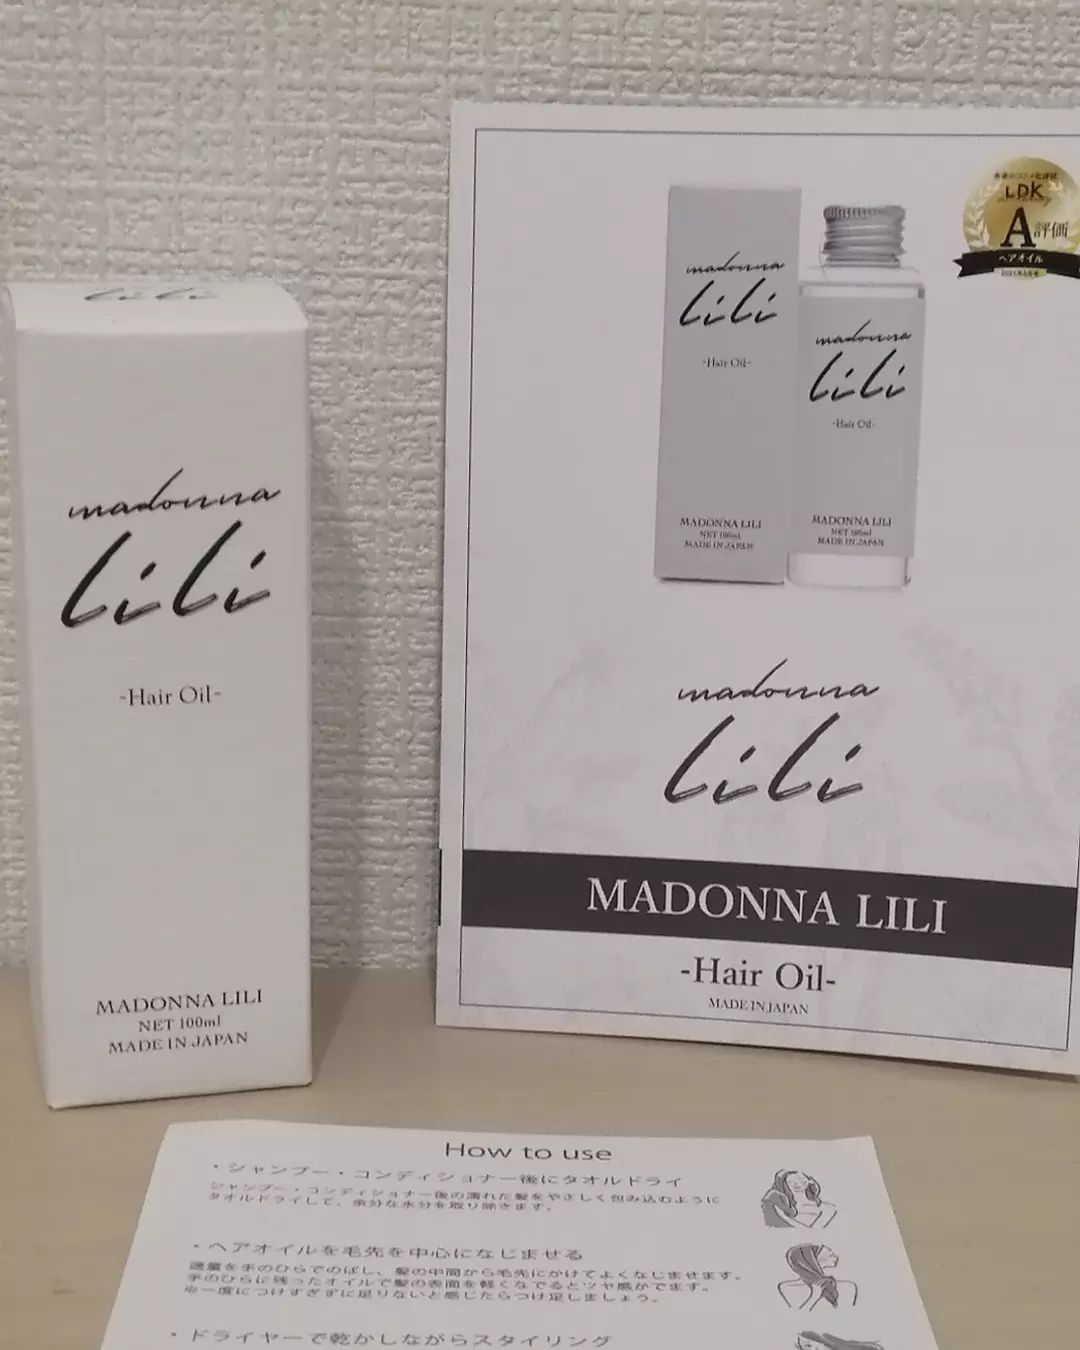 lili
madonna
lili
-Hair Oil-
MADONNA LILI
NET 100ml
MADE IN JAPAN
LDK
A評価
ヘアオイル
madonna
lili
-Hair Oil-
MADONNA LILI
NET 100ml
MADE IN JAPAN
madonna
lili
-Hair Oil-
MADONNA LILI
NET 100ml
MADE IN JAPAN
madonna
lili
MADONNA LILI
-Hair Oil-
MADE IN JAPAN
How to use
・シャンプー・コンディショナー後にタオルドライ
シャンプー・コンディショナー後の濡れた髪をやさしく包み込むように
タオルドライして、余分な水分を取り除きます。
・ヘアオイルを毛先を中心になじませる
適量を手のひらでのばし、髪の中間から毛先にかけてよくなじませます。
手のひらに残ったオイルで髪の表面を軽くなでるとツヤ感がでます。
※一度につけすぎずに足りないと感じたらつけ足しましょう。
・ドライヤーで乾かしながらスタイリング